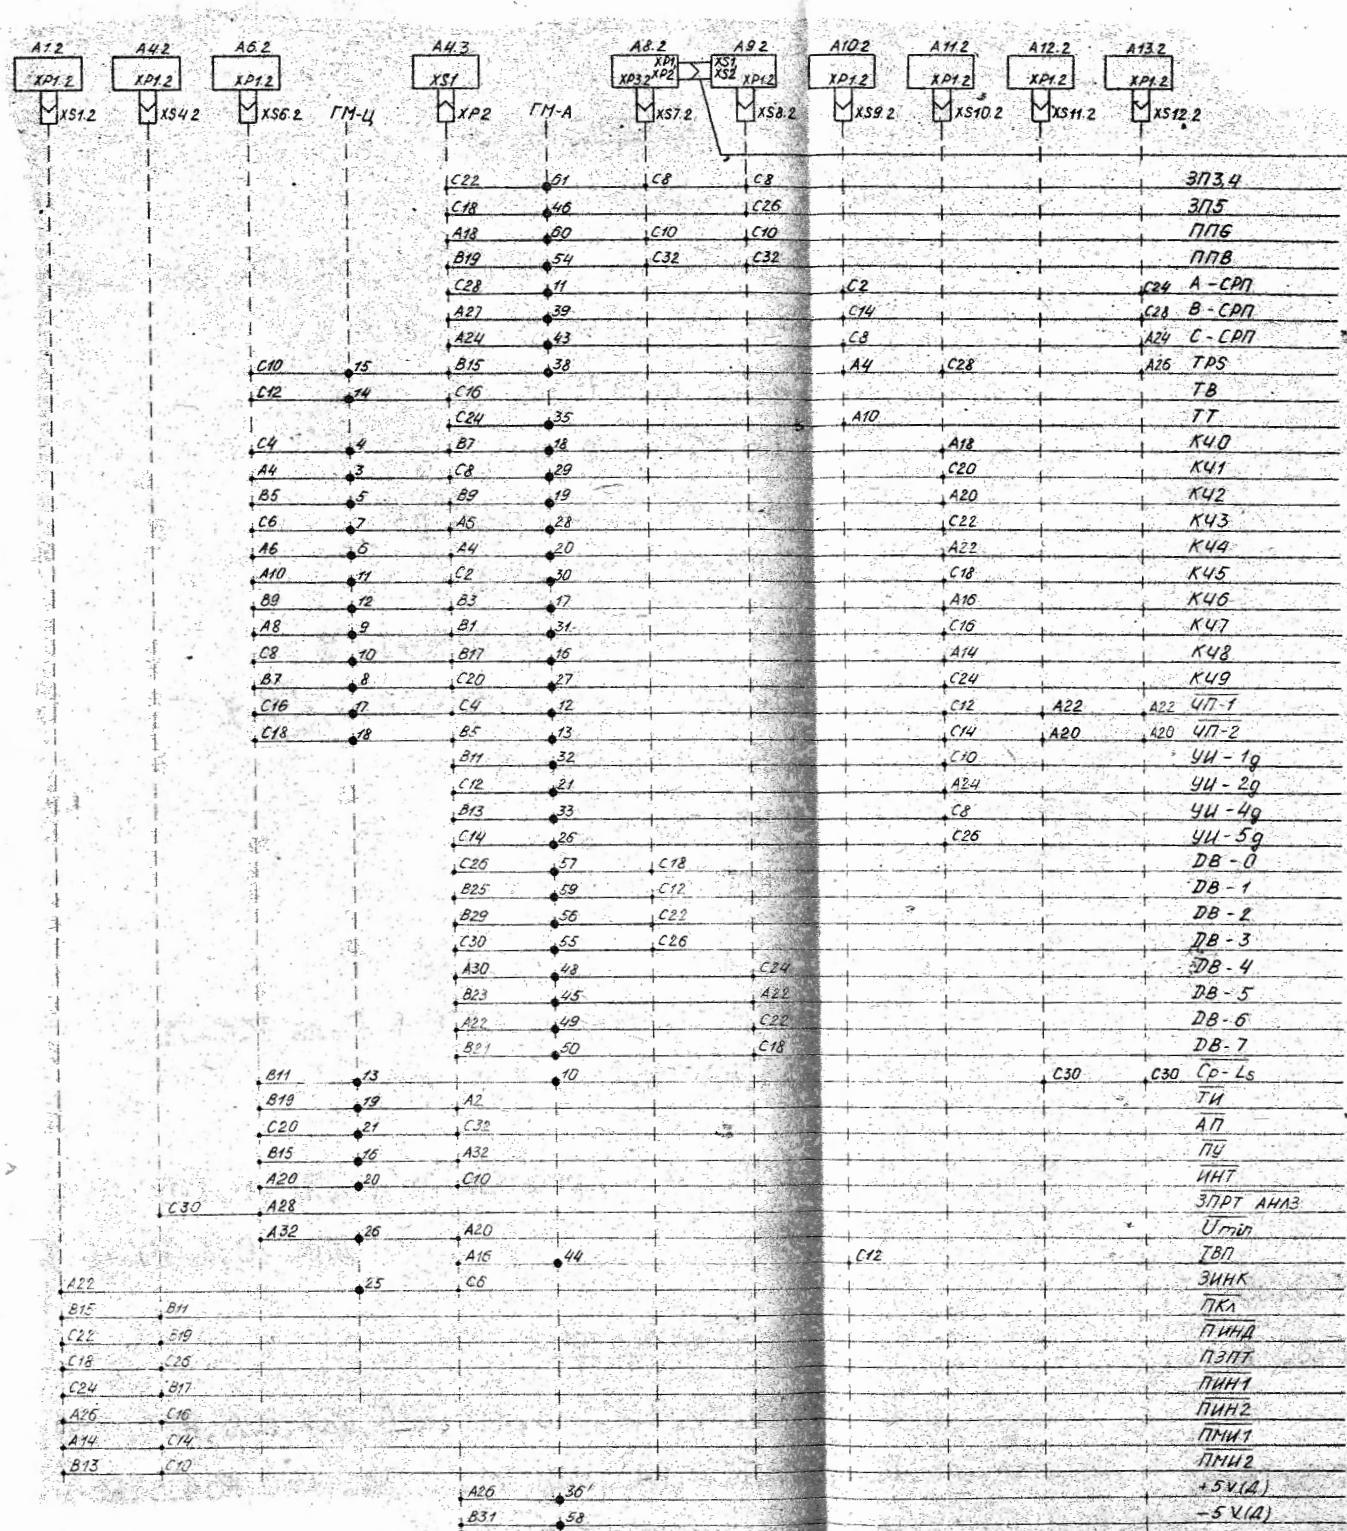 A1.2 A4.2 A6.2 A4.3 A8.2 A9.2 A10.2 A11.2 A12.2 A13.2
XP1 XS1
XP1.2 XP1.2 XP1.2 XS1 XP3.2 XP2 XS2 XP1.2 XP1.2 XP1.2 XP1.2 XP1.2
XS1.2 XS4.2 XS6.2 ГМ-Ц XP2 ГМ-А XS7.2 XS8.2 XS9.2 XS10.2 XS11.2 XS12.2
C22 61 C8 C8 ЗП3,4
C18 46 C26 ЗП5
A18 60 C10 C10 ПП6
B19 54 C32 C32 ППВ
C28 11 C2 C24 А-СРП
A27 39 C14 C28 В-СРП
A24 43 C8 A24 С-СРП
C10 15 B15 38 A4 C28 A26 TPS
C12 14 C16 ТВ
C24 35 A10 ТТ
C4 4 B7 18 A18 КЧ0
A4 3 C8 29 C20 КЧ1
B5 5 B9 19 A20 КЧ2
C6 7 A5 28 C22 КЧ3
A6 6 A4 20 A22 КЧ4
A10 11 C2 30 C18 КЧ5
B9 12 B3 17 A16 КЧ6
A8 9 B1 31 C16 КЧ7
C8 10 B17 16 A14 КЧ8
B7 8 C20 27 C24 КЧ9
C16 17 C4 12 C12 A22 A22 ЧП-1
C18 18 B5 13 C14 A20 A20 ЧП-2
B11 32 C10 УИ-1g
C12 21 A24 УИ-2g
B13 33 C8 УИ-4g
C14 26 C26 УИ-5g
C26 57 C18 DB-0
B25 59 C12 DB-1
B29 56 C22 DB-2
C30 55 C26 DB-3
A30 48 C24 DB-4
B23 45 A22 DB-5
A22 49 C22 DB-6
B21 50 C18 DB-7
B11 13 10 C30 C30 Ср-Ls
B19 19 A2 ТИ
C20 21 C32 АП
B15 16 A32 ПУ
A20 20 C10 ИНТ
C30 A28 ЗПРТ АНАЗ
A32 26 A20 Umin
A16 44 C12 ТВП
A22 25 C6 ЗИНК
B15 B11 ПКЛ
C22 B19 ПИНД
C18 C26 ПЗПТ
C24 B17 ПИН1
A26 C16 ПИН2
A14 C14 ПМИ1
B13 C10 ПМИ2
A26 36 +5V(Д)
B31 58 -5V(Д)